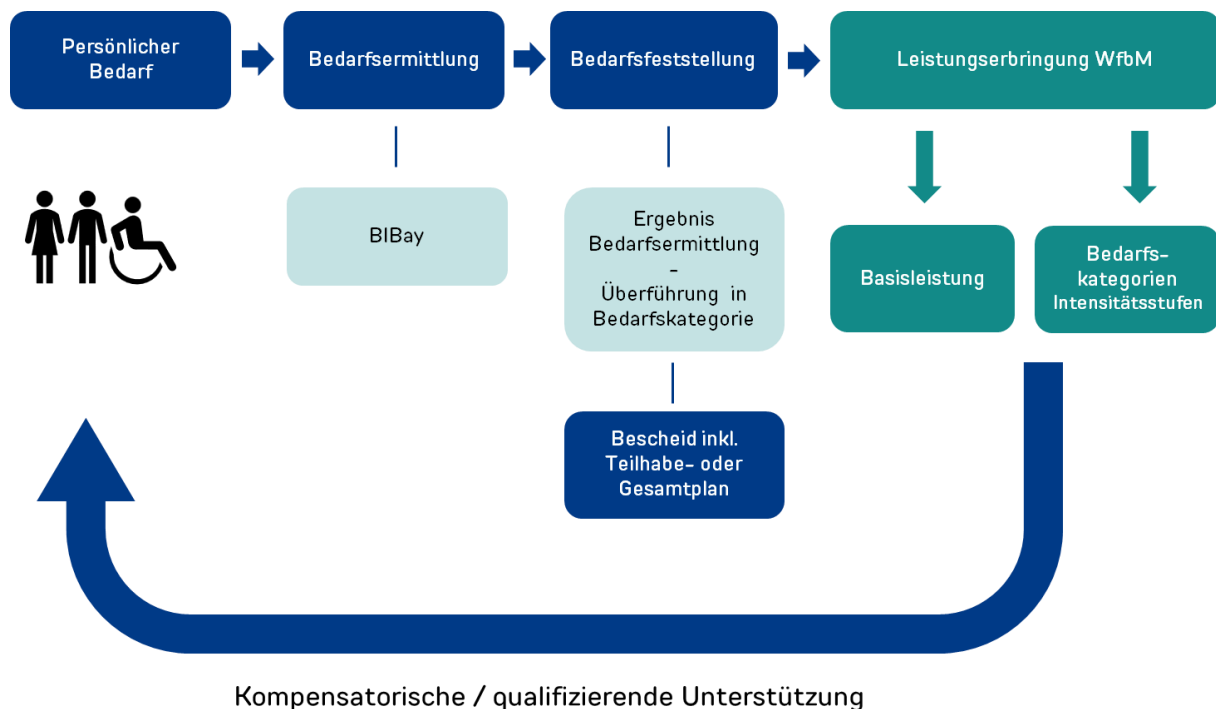 Persönlicher
Bedarf
Bedarfsermittlung
Bedarfsfeststellung
Leistungserbringung WfbM
BIBay
Ergebnis
Bedarfsermittlung
–
Überführung in
Bedarfskategorie
Basisleistung
Bedarfs-
kategorien
Intensitätsstufen
Bescheid inkl.
Teilhabe- oder
Gesamtplan
Kompensatorische / qualifizierende Unterstützung